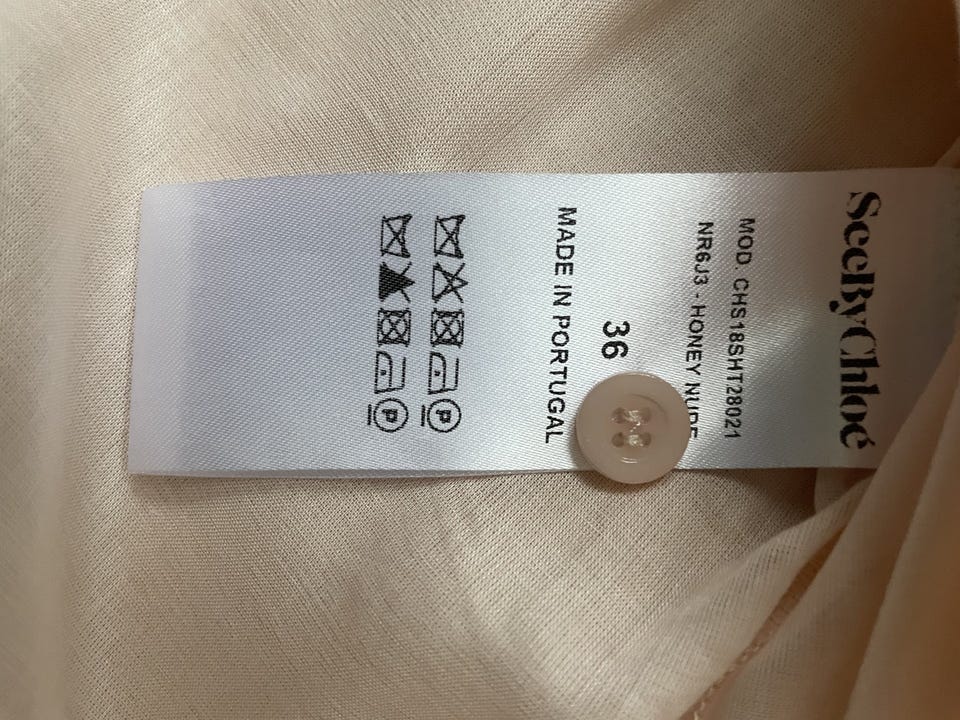 SeeByChloé
MOD. CHS18SHT28021
NR6J3 - HONEY NUDE
36
MADE IN PORTUGAL
P
P